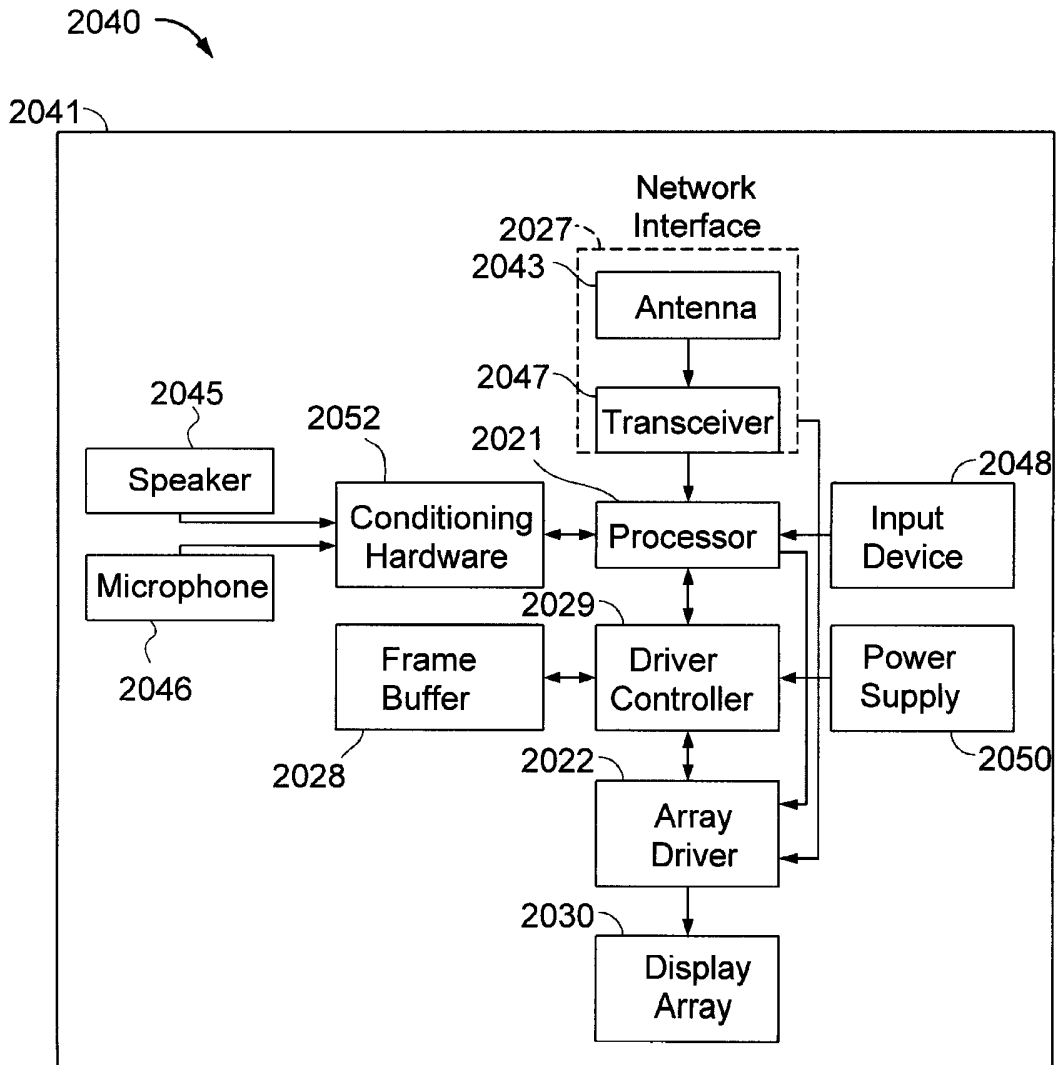 2040
2041
Network
Interface
2027
2043
Antenna
2047
Transceiver
2045
2052
2021
2048
Speaker
Conditioning
Hardware
Processor
Input
Device
Microphone
2046
2029
Frame
Buffer
Driver
Controller
Power
Supply
2028
2022
2050
Array
Driver
2030
Display
Array